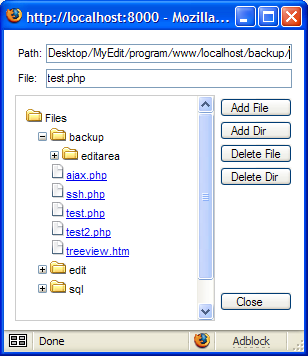 http://localhost:8000 - Mozilla...
Path: Desktop/MyEdit/program/www/localhost/backup/
File: test.php
Files
backup
editarea
ajax.php
ssh.php
test.php
test2.php
treeview.htm
edit
sql
Add File
Add Dir
Delete File
Delete Dir
Close
Done
Adblock